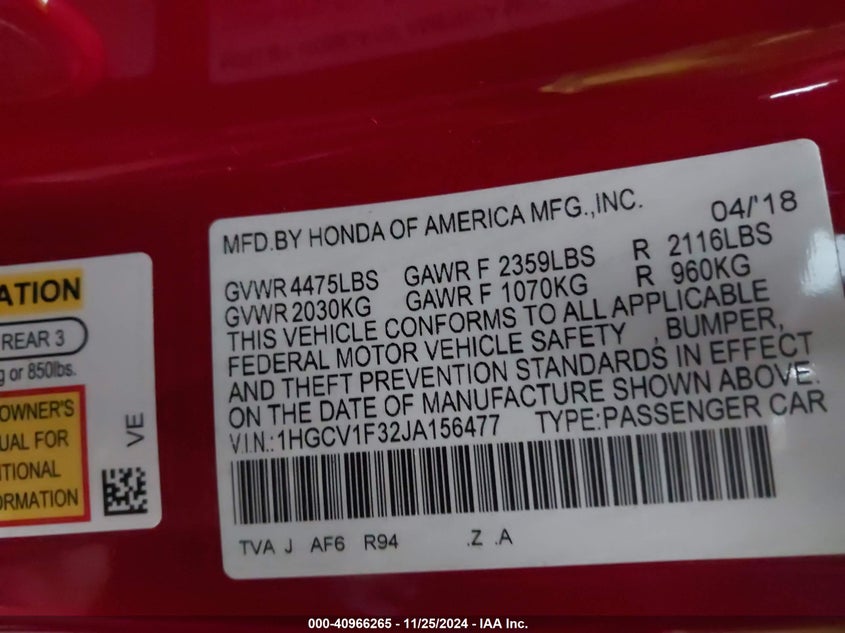 MFD.BY HONDA OF AMERICA MFG.,INC. 04/'18
GVWR 4475LBS GAWR F 2359LBS R 2116LBS
GVWR 2030KG GAWR F 1070KG R 960KG
THIS VEHICLE CONFORMS TO ALL APPLICABLE
FEDERAL MOTOR VEHICLE SAFETY , BUMPER,
AND THEFT PREVENTION STANDARDS IN EFFECT
ON THE DATE OF MANUFACTURE SHOWN ABOVE.
V.I.N.:1HGCV1F32JA156477 TYPE:PASSENGER CAR
TVA J AF6 R94 .Z .A
ATION
REAR 3
g or 850lbs.
OWNER'S
UAL FOR
ITIONAL
ORMATION
VE
000-40966265 - 11/25/2024 - IAA Inc.